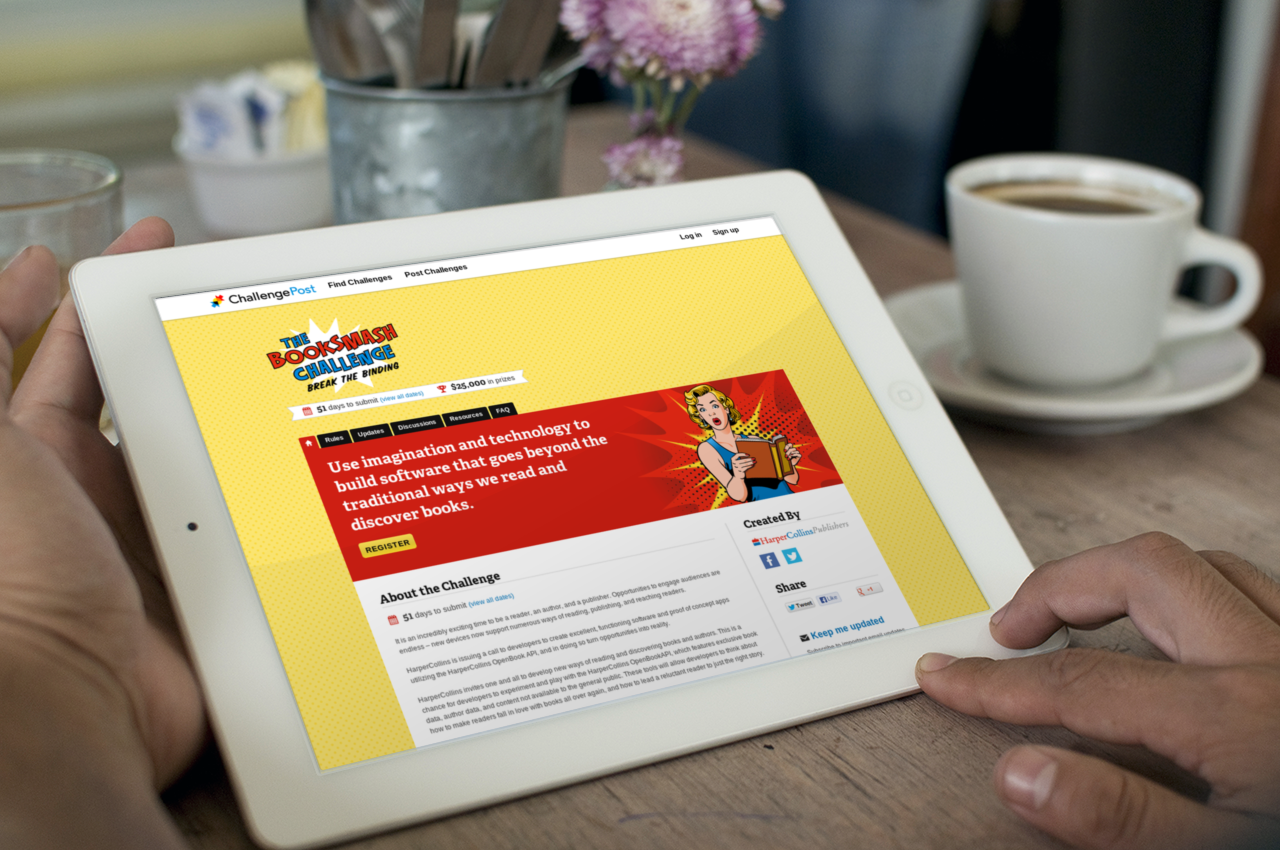 ChallengePost Find Challenges Post Challenges Log in Sign up
THE
BOOKSMASH
CHALLENGE
BREAK THE BINDING
51 days to submit (view all dates) $25,000 in prizes
Rules Updates Discussions Resources FAQ
Use imagination and technology to
build software that goes beyond the
traditional ways we read and
discover books.
REGISTER
About the Challenge
51 days to submit (view all dates)
It is an incredibly exciting time to be a reader, an author, and a publisher. Opportunities to engage audiences are
endless – new devices now support numerous ways of reading, publishing, and reaching readers.
HarperCollins is issuing a call to developers to create excellent, functioning software and proof of concept apps
utilizing the HarperCollins OpenBook API, and in doing so turn opportunities into reality.
HarperCollins invites one and all to develop new ways of reading and discovering books and authors. This is a
chance for developers to experiment and play with the HarperCollins OpenBookAPI, which features exclusive book
data, author data, and content not available to the general public. These tools will allow developers to think about
how to make readers fall in love with books all over again, and how to lead a reluctant reader to just the right story.
Created By
HarperCollinsPublishers
Share
Tweet Like +1
Keep me updated
Subscribe to important email updates